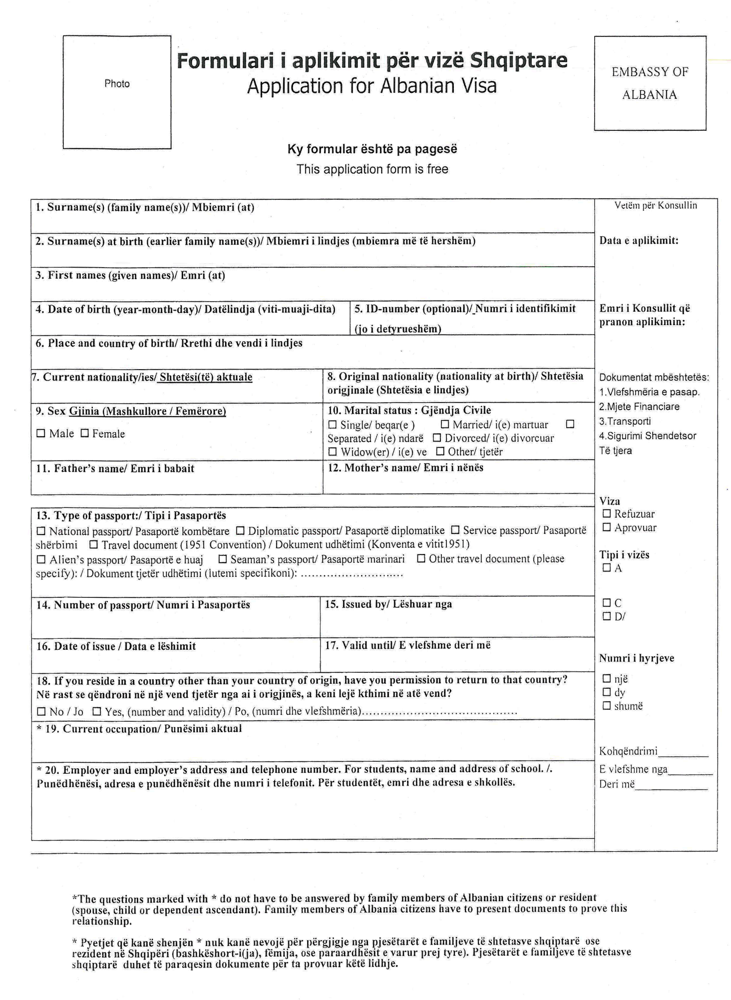 Photo
Formulari i aplikimit për vizë Shqiptare
Application for Albanian Visa
EMBASSY OF
ALBANIA
Ky formular është pa pagesë
This application form is free
1. Surname(s) (family name(s))/ Mbiemri (at)
2. Surname(s) at birth (earlier family name(s))/ Mbiemri i lindjes (mbiemra më të hershëm)
3. First names (given names)/ Emri (at)
4. Date of birth (year-month-day)/ Datëlindja (viti-muaji-dita)
5. ID-number (optional)/ Numri i identifikimit
(jo i detyrueshëm)
6. Place and country of birth/ Rrethi dhe vendi i lindjes
7. Current nationality/ies/ Shtetësi(të) aktuale
8. Original nationality (nationality at birth)/ Shtetësia
origjinale (Shtetësia e lindjes)
9. Sex Gjinia (Mashkullore / Femërore)
☐ Male ☐ Female
10. Marital status : Gjëndja Civile
☐ Single/ beqar(e ) ☐ Married/ i(e) martuar ☐
Separated / i(e) ndarë ☐ Divorced/ i(e) divorcuar
☐ Widow(er) / i(e) ve ☐ Other/ tjetër
11. Father's name/ Emri i babait
12. Mother's name/ Emri i nënës
13. Type of passport:/ Tipi i Pasaportës
☐ National passport/ Pasaportë kombëtare ☐ Diplomatic passport/ Pasaportë diplomatike ☐ Service passport/ Pasaportë
shërbimi ☐ Travel document (1951 Convention) / Dokument udhëtimi (Konventa e vitit1951)
☐ Alien's passport/ Pasaportë e huaj ☐ Seaman's passport/ Pasaportë marinari ☐ Other travel document (please
specify): / Dokument tjetër udhëtimi (lutemi specifikoni): ............................
14. Number of passport/ Numri i Pasaportës
15. Issued by/ Lëshuar nga
16. Date of issue / Data e lëshimit
17. Valid until/ E vlefshme deri më
18. If you reside in a country other than your country of origin, have you permission to return to that country?
Në rast se qëndroni në një vend tjetër nga ai i origjinës, a keni lejë kthimi në atë vend?
☐ No / Jo ☐ Yes, (number and validity) / Po, (numri dhe vlefshmëria)..........................................
* 19. Current occupation/ Punësimi aktual
* 20. Employer and employer's address and telephone number. For students, name and address of school. /.
Punëdhënësi, adresa e punëdhënësit dhe numri i telefonit. Për studentët, emri dhe adresa e shkollës.
Vetëm për Konsullin
Data e aplikimit:
Emri i Konsullit që
pranon aplikimin:
Dokumentat mbështetës:
1.Vlefshmëria e pasap.
2.Mjete Financiare
3.Transporti
4.Sigurimi Shendetsor
Të tjera
Viza
☐ Refuzuar
☐ Aprovuar
Tipi i vizës
☐ A
☐ C
☐ D/
Numri i hyrjeve
☐ një
☐ dy
☐ shumë
Kohqëndrimi_________
E vlefshme nga________
Deri më_____________
*The questions marked with * do not have to be answered by family members of Albanian citizens or resident
(spouse, child or dependent ascendant). Family members of Albania citizens have to present documents to prove this
relationship.
* Pyetjet që kanë shenjën * nuk kanë nevojë për përgjigje nga pjesëtarët e familjeve të shtetasve shqiptarë ose
rezident në Shqipëri (bashkëshort-i(ja), fëmija, ose paraardhësit e varur prej tyre). Pjesëtarët e familjeve të shtetasve
shqiptarë duhet të paraqesin dokumente për ta provuar këtë lidhje.